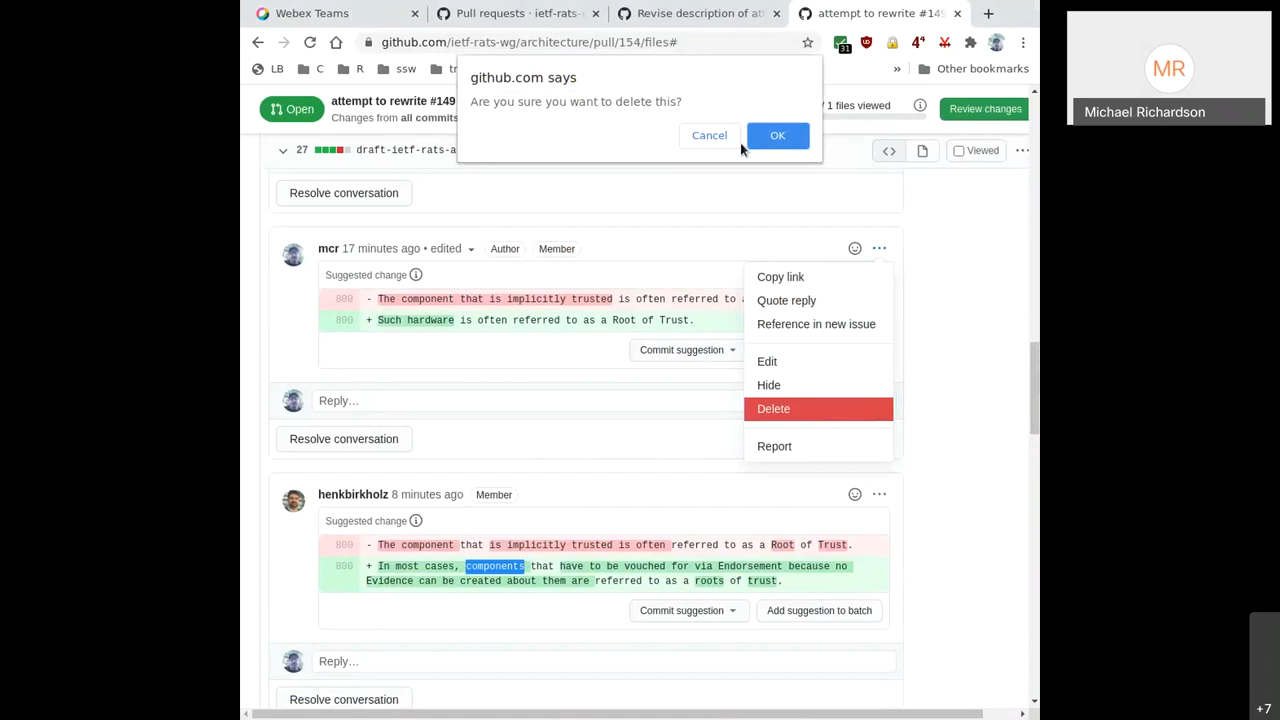 Webex Teams
Pull requests · ietf-rats-
Revise description of at
attempt to rewrite #149
github.com/ietf-rats-wg/architecture/pull/154/files#
31
4⁴
LB
C
R
ssw
tr
»
Other bookmarks
github.com says
Are you sure you want to delete this?
Cancel
OK
Open
attempt to rewrite #149
Changes from all commits
/ 1 files viewed
Review changes
27
draft-ietf-rats-a
Viewed
Resolve conversation
mcr 17 minutes ago • edited
Author
Member
Suggested change
800 - The component that is implicitly trusted is often referred to a
800 + Such hardware is often referred to as a Root of Trust.
Commit suggestion
Reply…
Resolve conversation
Copy link
Quote reply
Reference in new issue
Edit
Hide
Delete
Report
henkbirkholz 8 minutes ago
Member
Suggested change
800 - The component that is implicitly trusted is often referred to as a Root of Trust.
800 + In most cases, components that have to be vouched for via Endorsement because no
Evidence can be created about them are referred to as a roots of trust.
Commit suggestion
Add suggestion to batch
Reply…
Resolve conversation
MR
Michael Richardson
+7